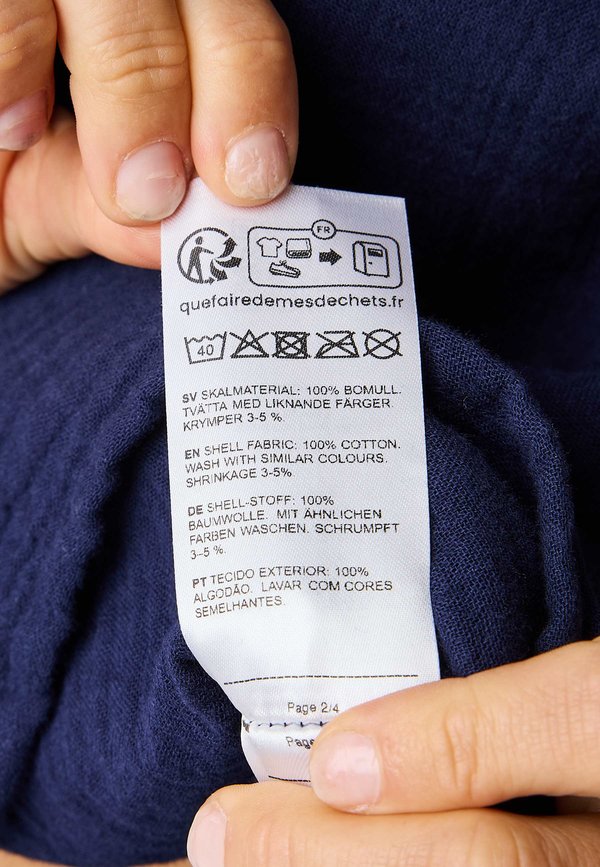 FR
quefairedemesdechets.fr
40
SV SKALMATERIAL: 100% BOMULL.
TVÄTTA MED LIKNANDE FÄRGER.
KRYMPER 3-5 %.
EN SHELL FABRIC: 100% COTTON.
WASH WITH SIMILAR COLOURS.
SHRINKAGE 3-5%
DE SHELL-STOFF: 100%
BAUMWOLLE. MIT ÄHNLICHEN
FARBEN WASCHEN. SCHRUMPFT
3–5 %.
PT TECIDO EXTERIOR: 100%
ALGODÃO. LAVAR COM CORES
SEMELHANTES.
Page 2/4
Page